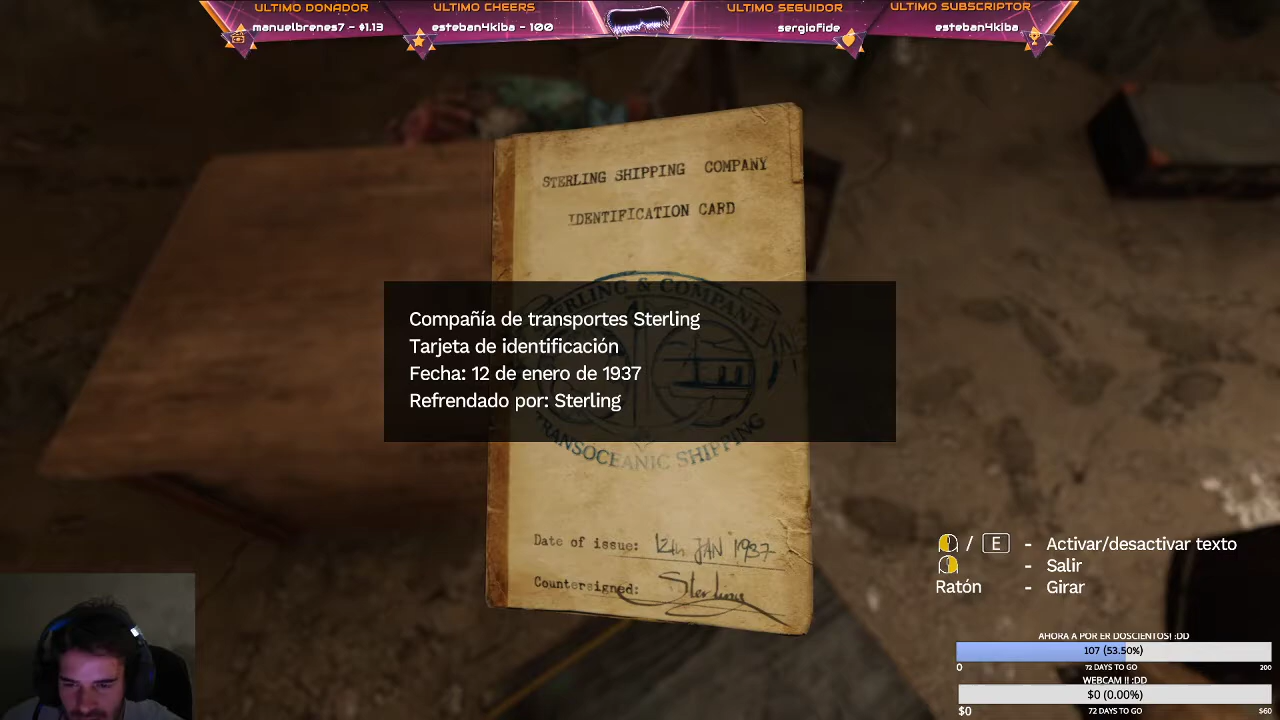 ULTIMO DONADOR
manuelbrenes7 - $1.13
ULTIMO CHEERS
esteban4kiba - 100
ULTIMO SEGUIDOR
sergiofide
ULTIMO SUBSCRIPTOR
esteban4kiba
STERLING SHIPPING COMPANY
IDENTIFICATION CARD
STERLING & COMPANY
Compañía de transportes Sterling
Tarjeta de identificación
Fecha: 12 de enero de 1937
Refrendado por: Sterling
TRANSOCEANIC SHIPPING
Date of issue: 12th JAN 1937
Countersigned: Sterling
/ E - Activar/desactivar texto
- Salir
Ratón - Girar
AHORA A POR ER DOSCIENTOS! :DD
107 (53.50%)
0 72 DAYS TO GO 200
WEBCAM !! :DD
$0 (0.00%)
$0 72 DAYS TO GO $60